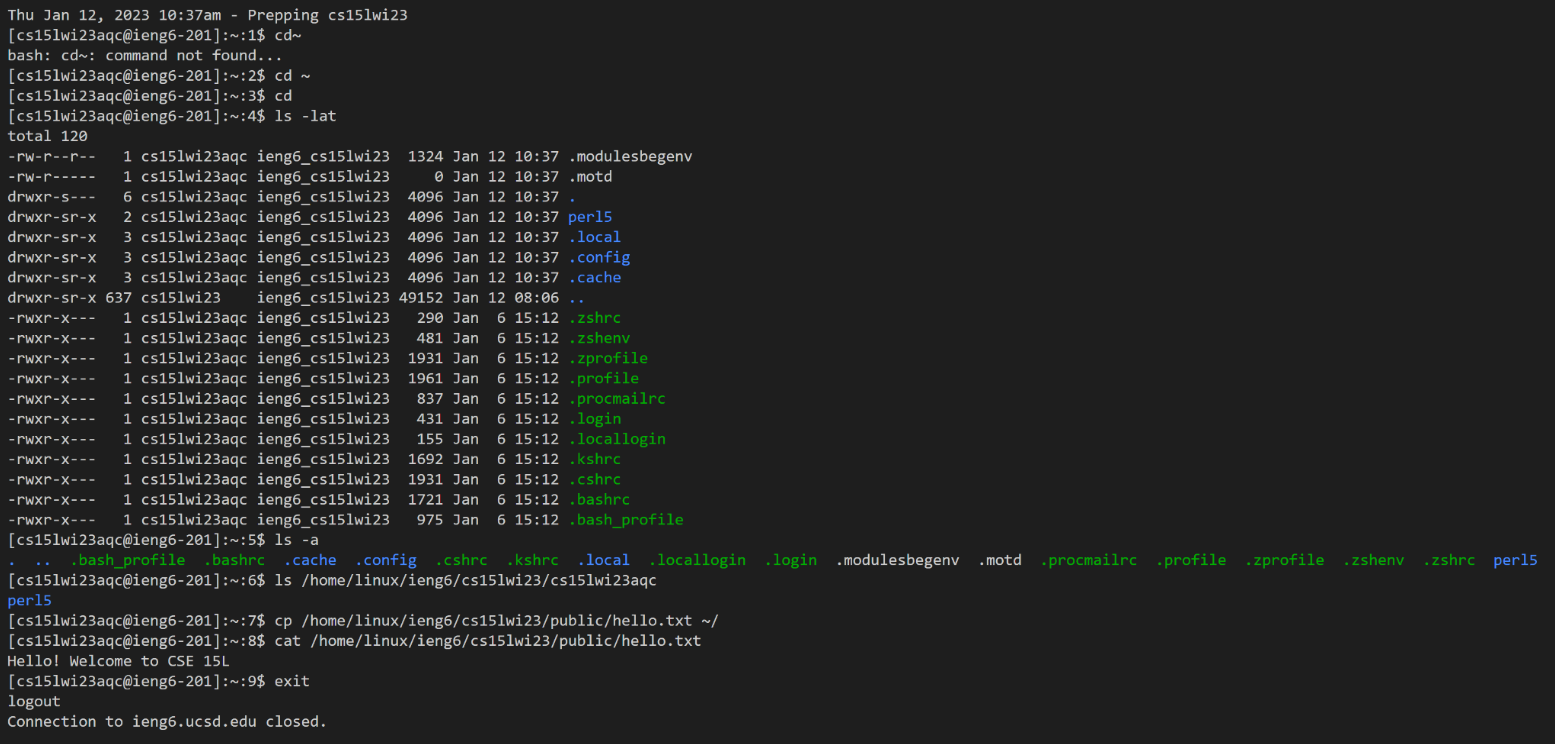 Thu Jan 12, 2023 10:37am - Prepping cs15lwi23
[cs15lwi23aqc@ieng6-201]:~:1$ cd~
bash: cd~: command not found...
[cs15lwi23aqc@ieng6-201]:~:2$ cd ~
[cs15lwi23aqc@ieng6-201]:~:3$ cd
[cs15lwi23aqc@ieng6-201]:~:4$ ls -lat
total 120
-rw-r--r--   1 cs15lwi23aqc ieng6_cs15lwi23  1324 Jan 12 10:37 .modulesbegenv
-rw-r-----   1 cs15lwi23aqc ieng6_cs15lwi23     0 Jan 12 10:37 .motd
drwxr-s---   6 cs15lwi23aqc ieng6_cs15lwi23  4096 Jan 12 10:37 .
drwxr-sr-x   2 cs15lwi23aqc ieng6_cs15lwi23  4096 Jan 12 10:37 perl5
drwxr-sr-x   3 cs15lwi23aqc ieng6_cs15lwi23  4096 Jan 12 10:37 .local
drwxr-sr-x   3 cs15lwi23aqc ieng6_cs15lwi23  4096 Jan 12 10:37 .config
drwxr-sr-x   3 cs15lwi23aqc ieng6_cs15lwi23  4096 Jan 12 10:37 .cache
drwxr-sr-x 637 cs15lwi23    ieng6_cs15lwi23 49152 Jan 12 08:06 ..
-rwxr-x---   1 cs15lwi23aqc ieng6_cs15lwi23   290 Jan  6 15:12 .zshrc
-rwxr-x---   1 cs15lwi23aqc ieng6_cs15lwi23   481 Jan  6 15:12 .zshenv
-rwxr-x---   1 cs15lwi23aqc ieng6_cs15lwi23  1931 Jan  6 15:12 .zprofile
-rwxr-x---   1 cs15lwi23aqc ieng6_cs15lwi23  1961 Jan  6 15:12 .profile
-rwxr-x---   1 cs15lwi23aqc ieng6_cs15lwi23   837 Jan  6 15:12 .procmailrc
-rwxr-x---   1 cs15lwi23aqc ieng6_cs15lwi23   431 Jan  6 15:12 .login
-rwxr-x---   1 cs15lwi23aqc ieng6_cs15lwi23   155 Jan  6 15:12 .locallogin
-rwxr-x---   1 cs15lwi23aqc ieng6_cs15lwi23  1692 Jan  6 15:12 .kshrc
-rwxr-x---   1 cs15lwi23aqc ieng6_cs15lwi23  1931 Jan  6 15:12 .cshrc
-rwxr-x---   1 cs15lwi23aqc ieng6_cs15lwi23  1721 Jan  6 15:12 .bashrc
-rwxr-x---   1 cs15lwi23aqc ieng6_cs15lwi23   975 Jan  6 15:12 .bash_profile
[cs15lwi23aqc@ieng6-201]:~:5$ ls -a
.  ..  .bash_profile  .bashrc  .cache  .config  .cshrc  .kshrc  .local  .locallogin  .login  .modulesbegenv  .motd  .procmailrc  .profile  .zprofile  .zshenv  .zshrc  perl5
[cs15lwi23aqc@ieng6-201]:~:6$ ls /home/linux/ieng6/cs15lwi23/cs15lwi23aqc
perl5
[cs15lwi23aqc@ieng6-201]:~:7$ cp /home/linux/ieng6/cs15lwi23/public/hello.txt ~/
[cs15lwi23aqc@ieng6-201]:~:8$ cat /home/linux/ieng6/cs15lwi23/public/hello.txt
Hello! Welcome to CSE 15L
[cs15lwi23aqc@ieng6-201]:~:9$ exit
logout
Connection to ieng6.ucsd.edu closed.